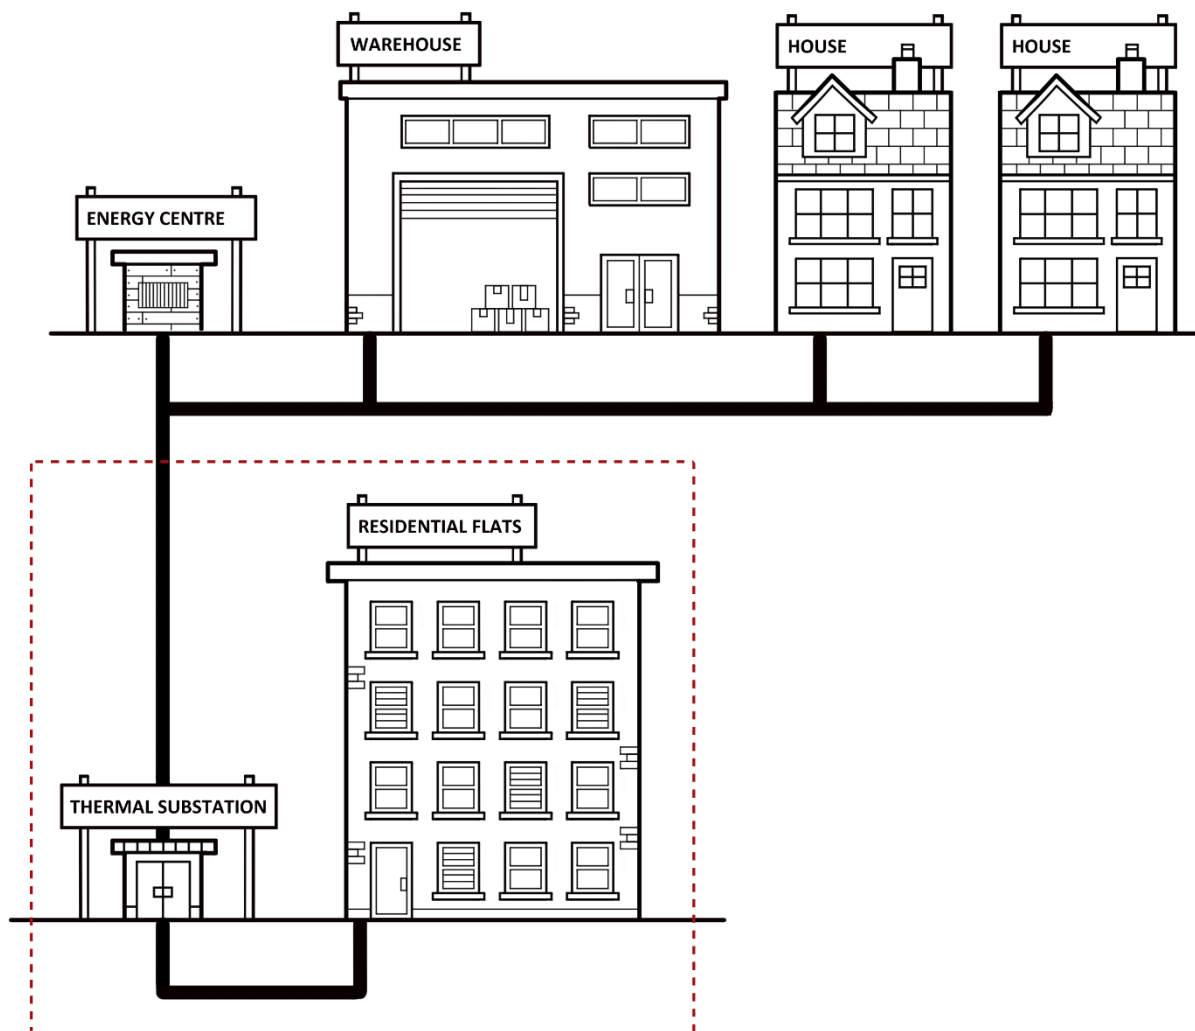 WAREHOUSE
HOUSE
HOUSE
ENERGY CENTRE
RESIDENTIAL FLATS
THERMAL SUBSTATION